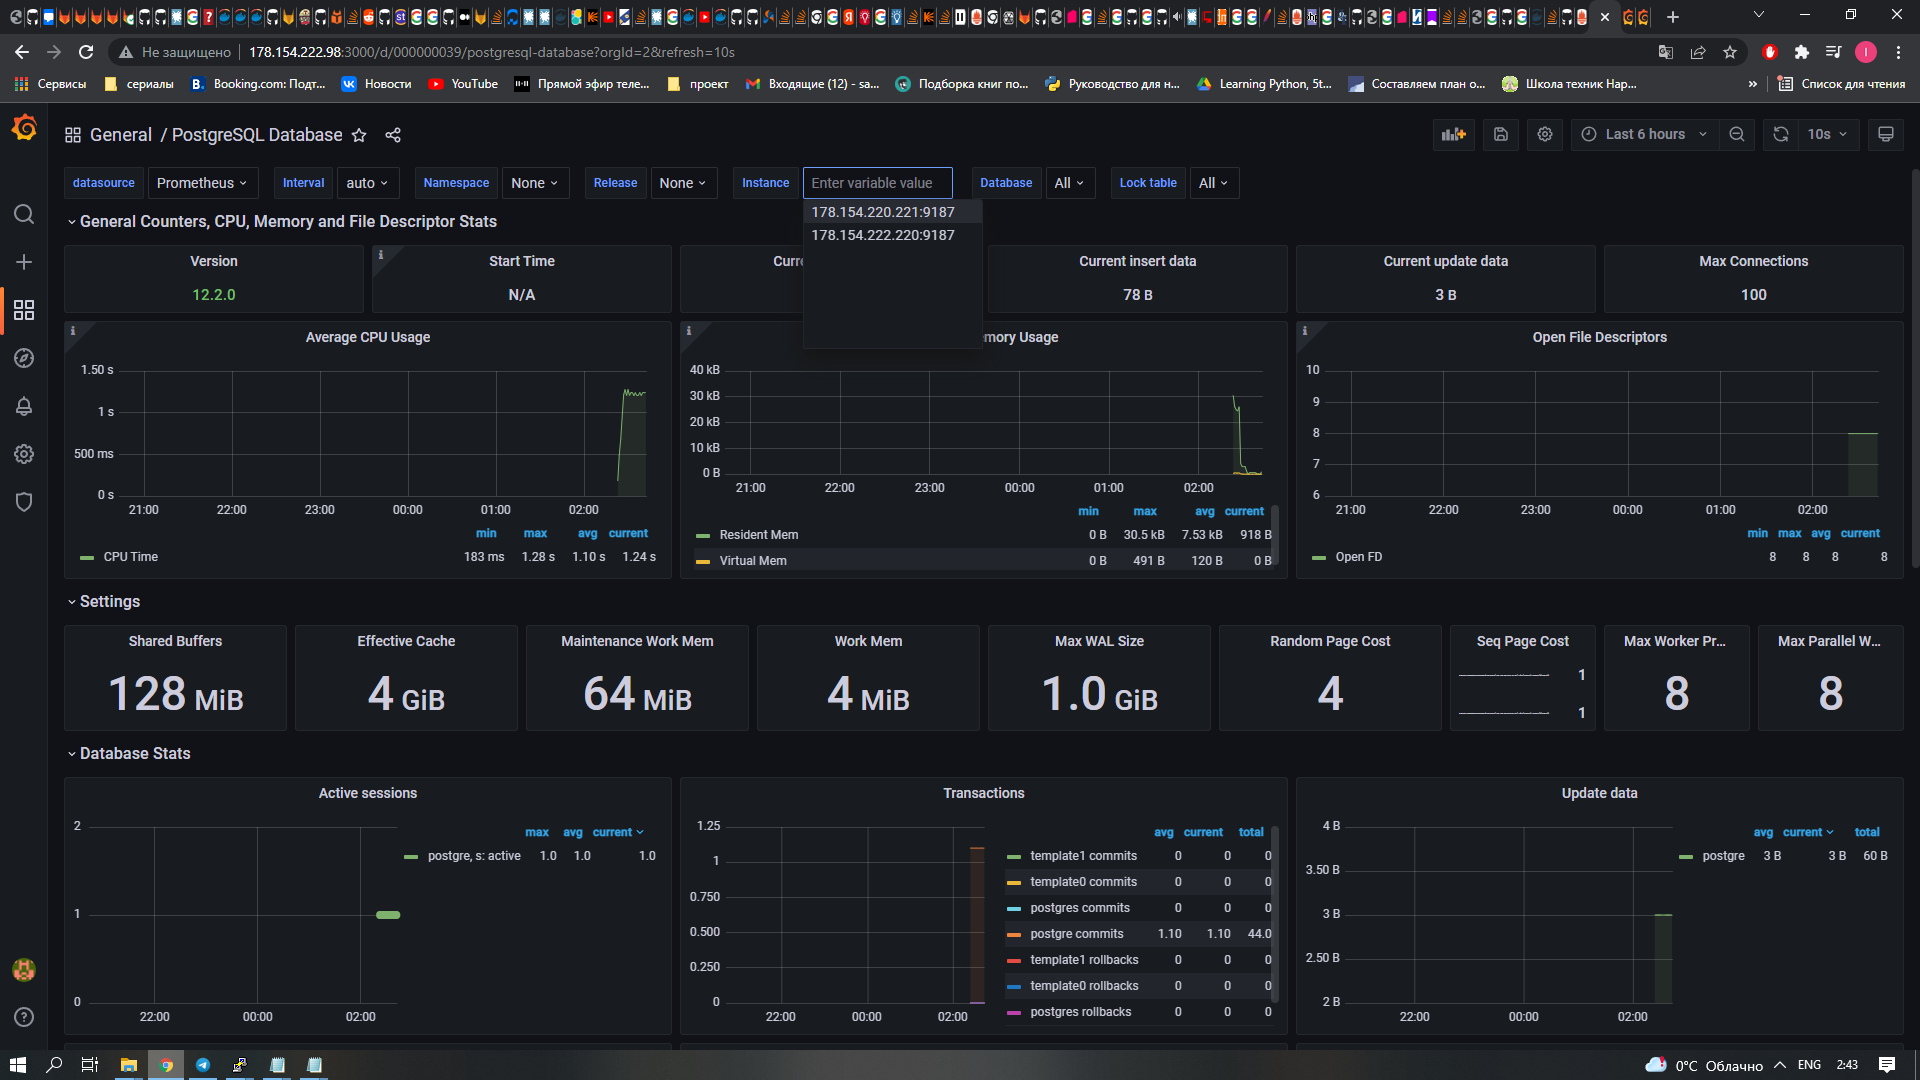 Не защищено
178.154.222.98:3000/d/000000039/postgresql-database?orgId=2&refresh=10s
Сервисы
сериалы
Booking.com: Подт...
Новости
YouTube
Прямой эфир теле...
проект
Входящие (12) - sa...
Подборка книг по...
Руководство для н...
Learning Python, 5t...
Составляем план о...
Школа техник Нар...
»
Список для чтения
General / PostgreSQL Database
Last 6 hours
10s
datasource Prometheus
Interval auto
Namespace None
Release None
Instance Enter variable value
Database All
Lock table All
178.154.220.221:9187
178.154.222.220:9187
General Counters, CPU, Memory and File Descriptor Stats
Version
12.2.0
Start Time
N/A
Curre
Current insert data
78 B
Current update data
3 B
Max Connections
100
Average CPU Usage
1.50 s
1 s
500 ms
0 s
21:00 22:00 23:00 00:00 01:00 02:00
min max avg current
CPU Time 183 ms 1.28 s 1.10 s 1.24 s
mory Usage
40 kB
30 kB
20 kB
10 kB
0 B
21:00 22:00 23:00 00:00 01:00 02:00
min max avg current
Resident Mem 0 B 30.5 kB 7.53 kB 918 B
Virtual Mem 0 B 491 B 120 B 0 B
Open File Descriptors
10
9
8
7
6
21:00 22:00 23:00 00:00 01:00 02:00
min max avg current
Open FD 8 8 8 8
Settings
Shared Buffers
128 MiB
Effective Cache
4 GiB
Maintenance Work Mem
64 MiB
Work Mem
4 MiB
Max WAL Size
1.0 GiB
Random Page Cost
4
Seq Page Cost
1
1
Max Worker Pr...
8
Max Parallel W...
8
Database Stats
Active sessions
2
1
0
22:00 00:00 02:00
max avg current
postgre, s: active 1.0 1.0 1.0
Transactions
1.25
1
0.750
0.500
0.250
0
22:00 00:00 02:00
avg current total
template1 commits 0 0 0
template0 commits 0 0 0
postgres commits 0 0 0
postgre commits 1.10 1.10 44.0
template1 rollbacks 0 0 0
template0 rollbacks 0 0 0
postgres rollbacks 0 0 0
Update data
4 B
3.50 B
3 B
2.50 B
2 B
22:00 00:00 02:00
avg current total
postgre 3 B 3 B 60 B
0°C Облачно
ENG
2:43